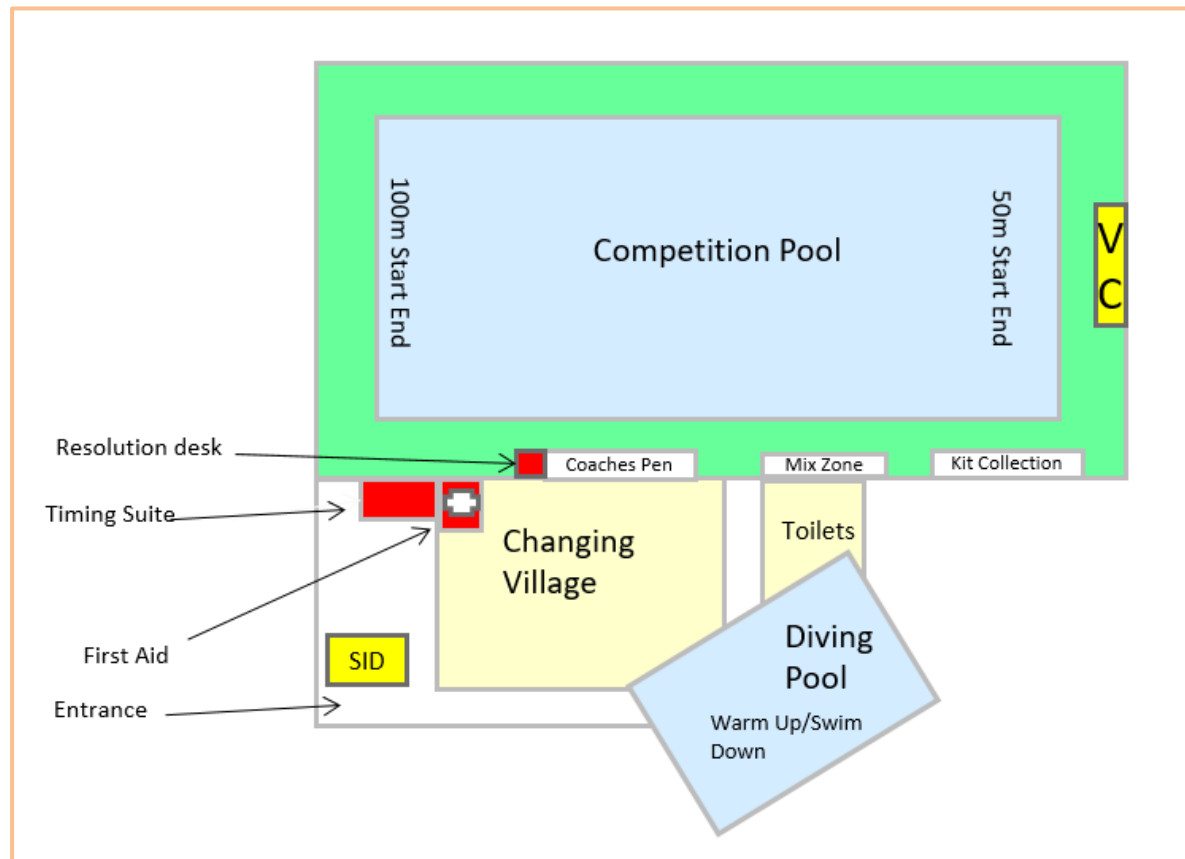 100m Start End
Competition Pool
50m Start End
V
C
Resolution desk
Coaches Pen
Mix Zone
Kit Collection
Timing Suite
Changing
Village
Toilets
First Aid
SID
Diving
Pool
Entrance
Warm Up/Swim
Down